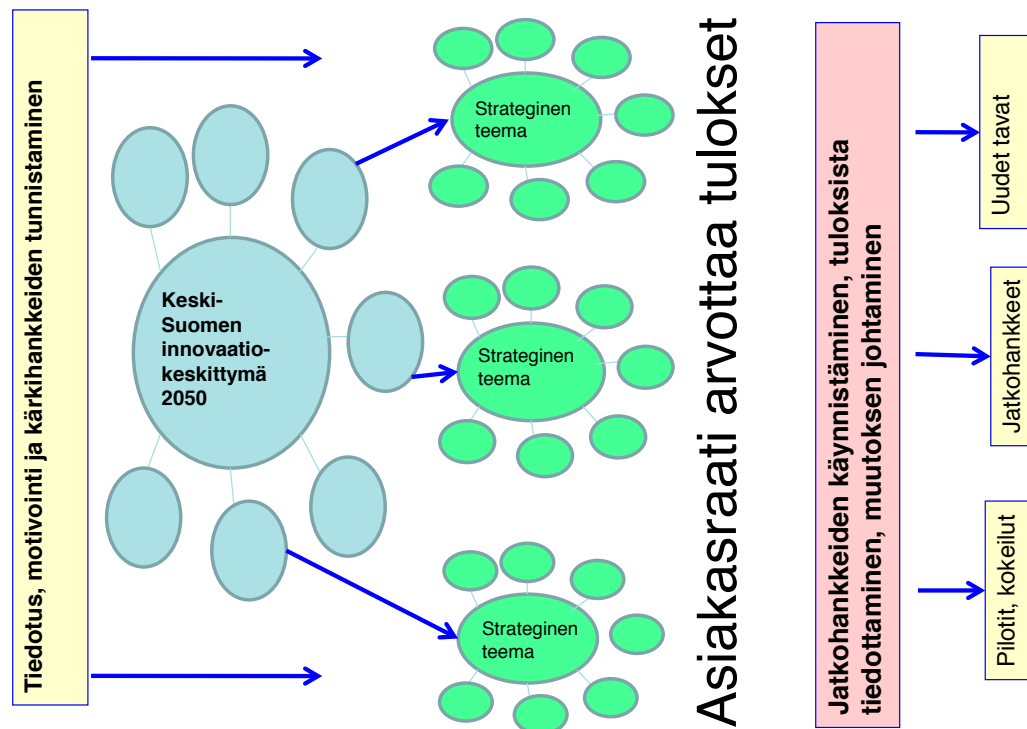 Tiedotus, motivointi ja kärkihankkeiden tunnistaminen
Keski-
Suomen
innovaatio-
keskittymä
2050
Strateginen
teema
Strateginen
teema
Strateginen
teema
Asiakasraati arvottaa tulokset
Jatkohankkeiden käynnistäminen, tuloksista
tiedottaminen, muutoksen johtaminen
Uudet tavat
Jatkohankkeet
Pilotit, kokeilut